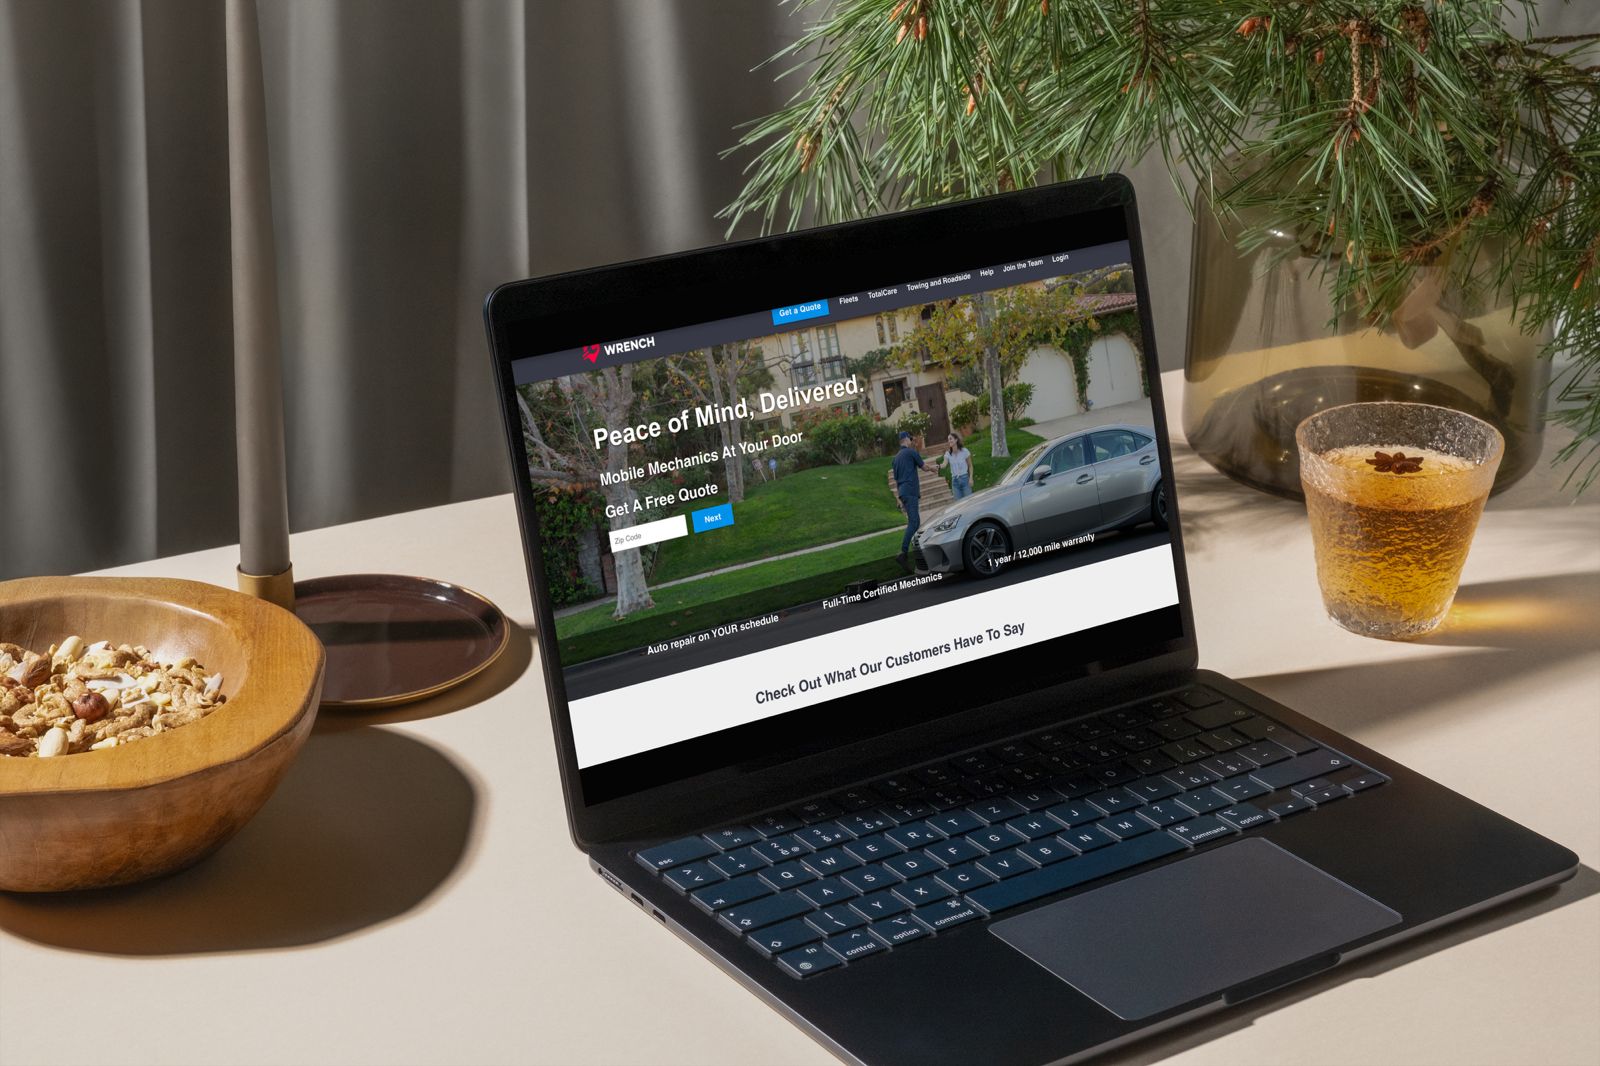 Get a Quote Fleets TotalCare Towing and Roadside Help Join the Team Login
WRENCH
Peace of Mind, Delivered.
Mobile Mechanics At Your Door
Get A Free Quote
Zip Code Next
Auto repair on YOUR schedule Full-Time Certified Mechanics 1 year / 12,000 mile warranty
Check Out What Our Customers Have To Say
esc
Q W E R T Z U I O P
A S D F G H J K L
Y X C V B N M
fn control option command command option